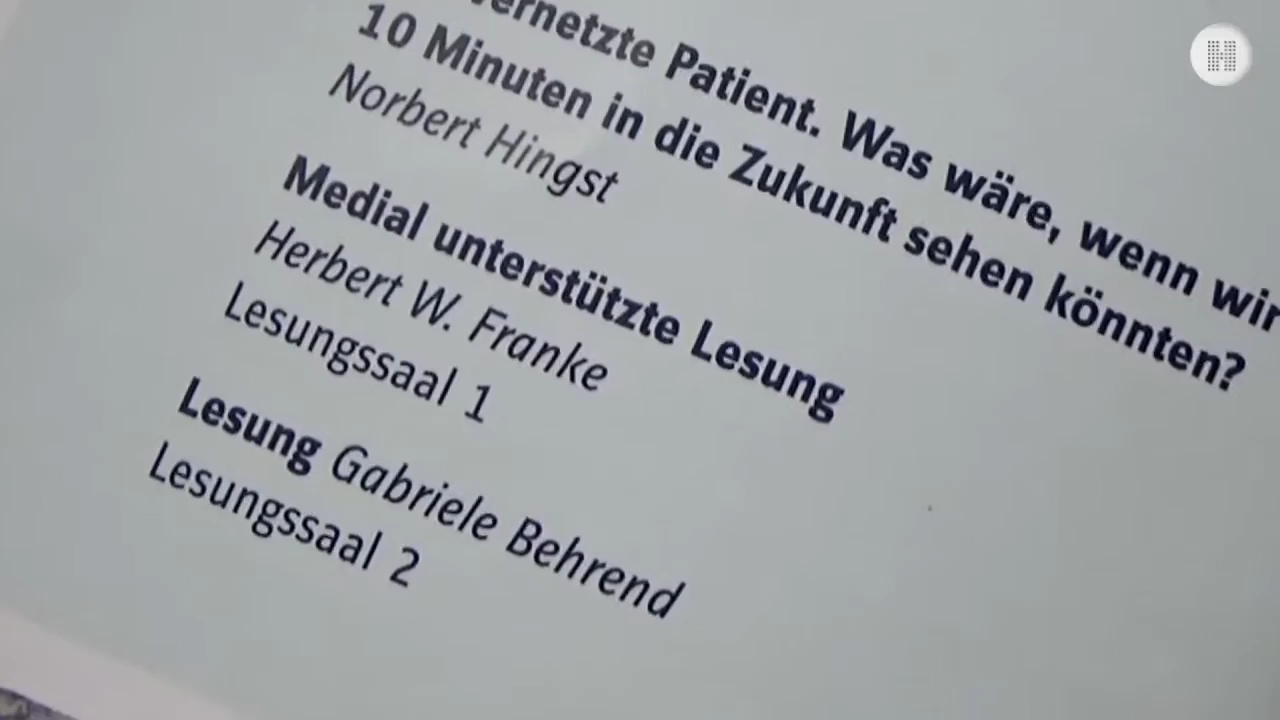 vernetzte Patient. Was wäre, wenn wir
10 Minuten in die Zukunft sehen könnten?
Norbert Hingst
Medial unterstützte Lesung
Herbert W. Franke
Lesungssaal 1
Lesung Gabriele Behrend
Lesungssaal 2
H